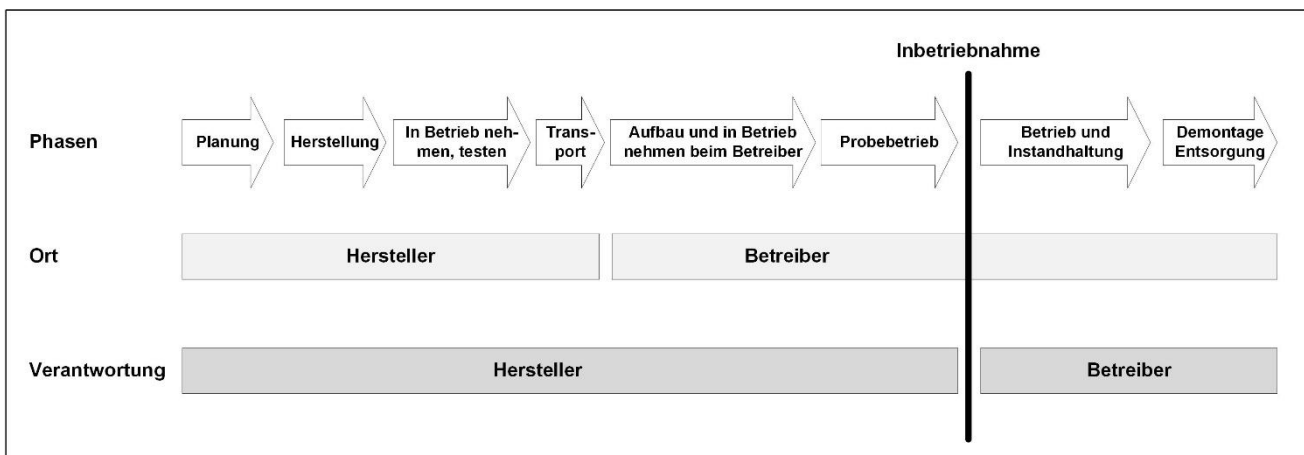 Inbetriebnahme
Phasen
Planung
Herstellung
In Betrieb neh-
men, testen
Trans-
port
Aufbau und in Betrieb
nehmen beim Betreiber
Probebetrieb
Betrieb und
Instandhaltung
Demontage
Entsorgung
Ort
Hersteller
Betreiber
Verantwortung
Hersteller
Betreiber